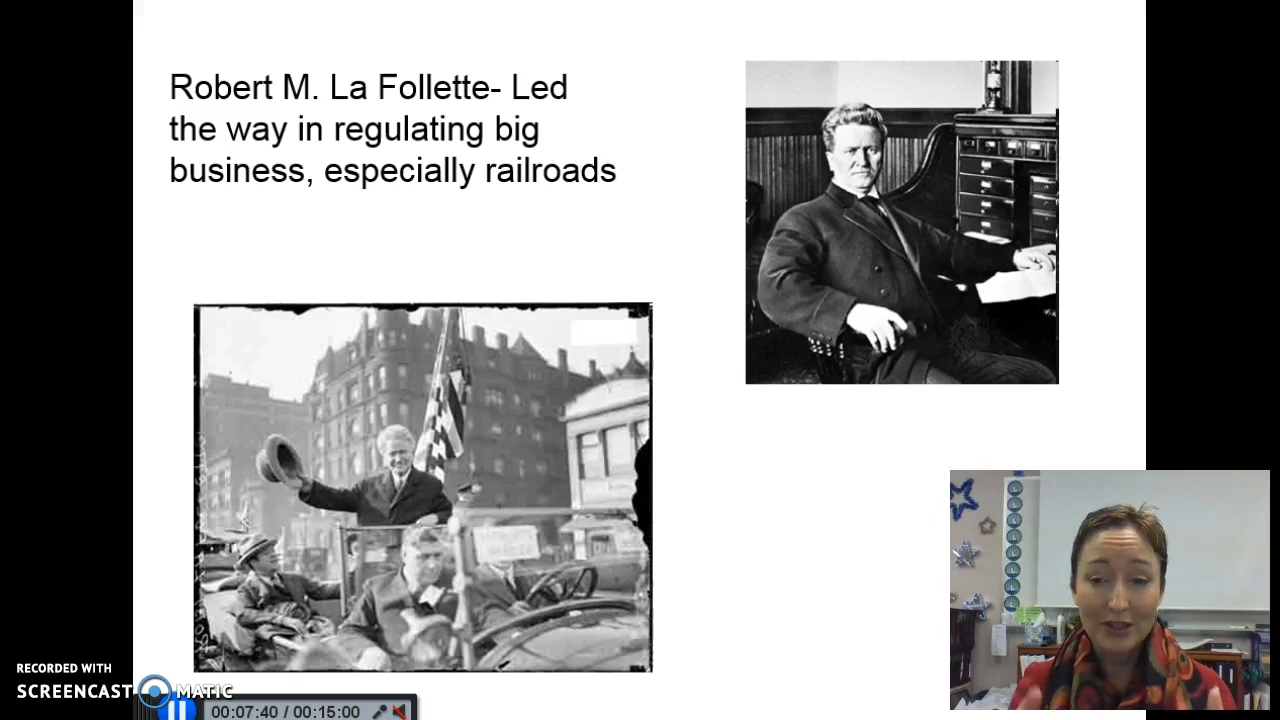 Robert M. La Follette- Led
the way in regulating big
business, especially railroads
RECORDED WITH
SCREENCAST MATIC
00:07:40 / 00:15:00